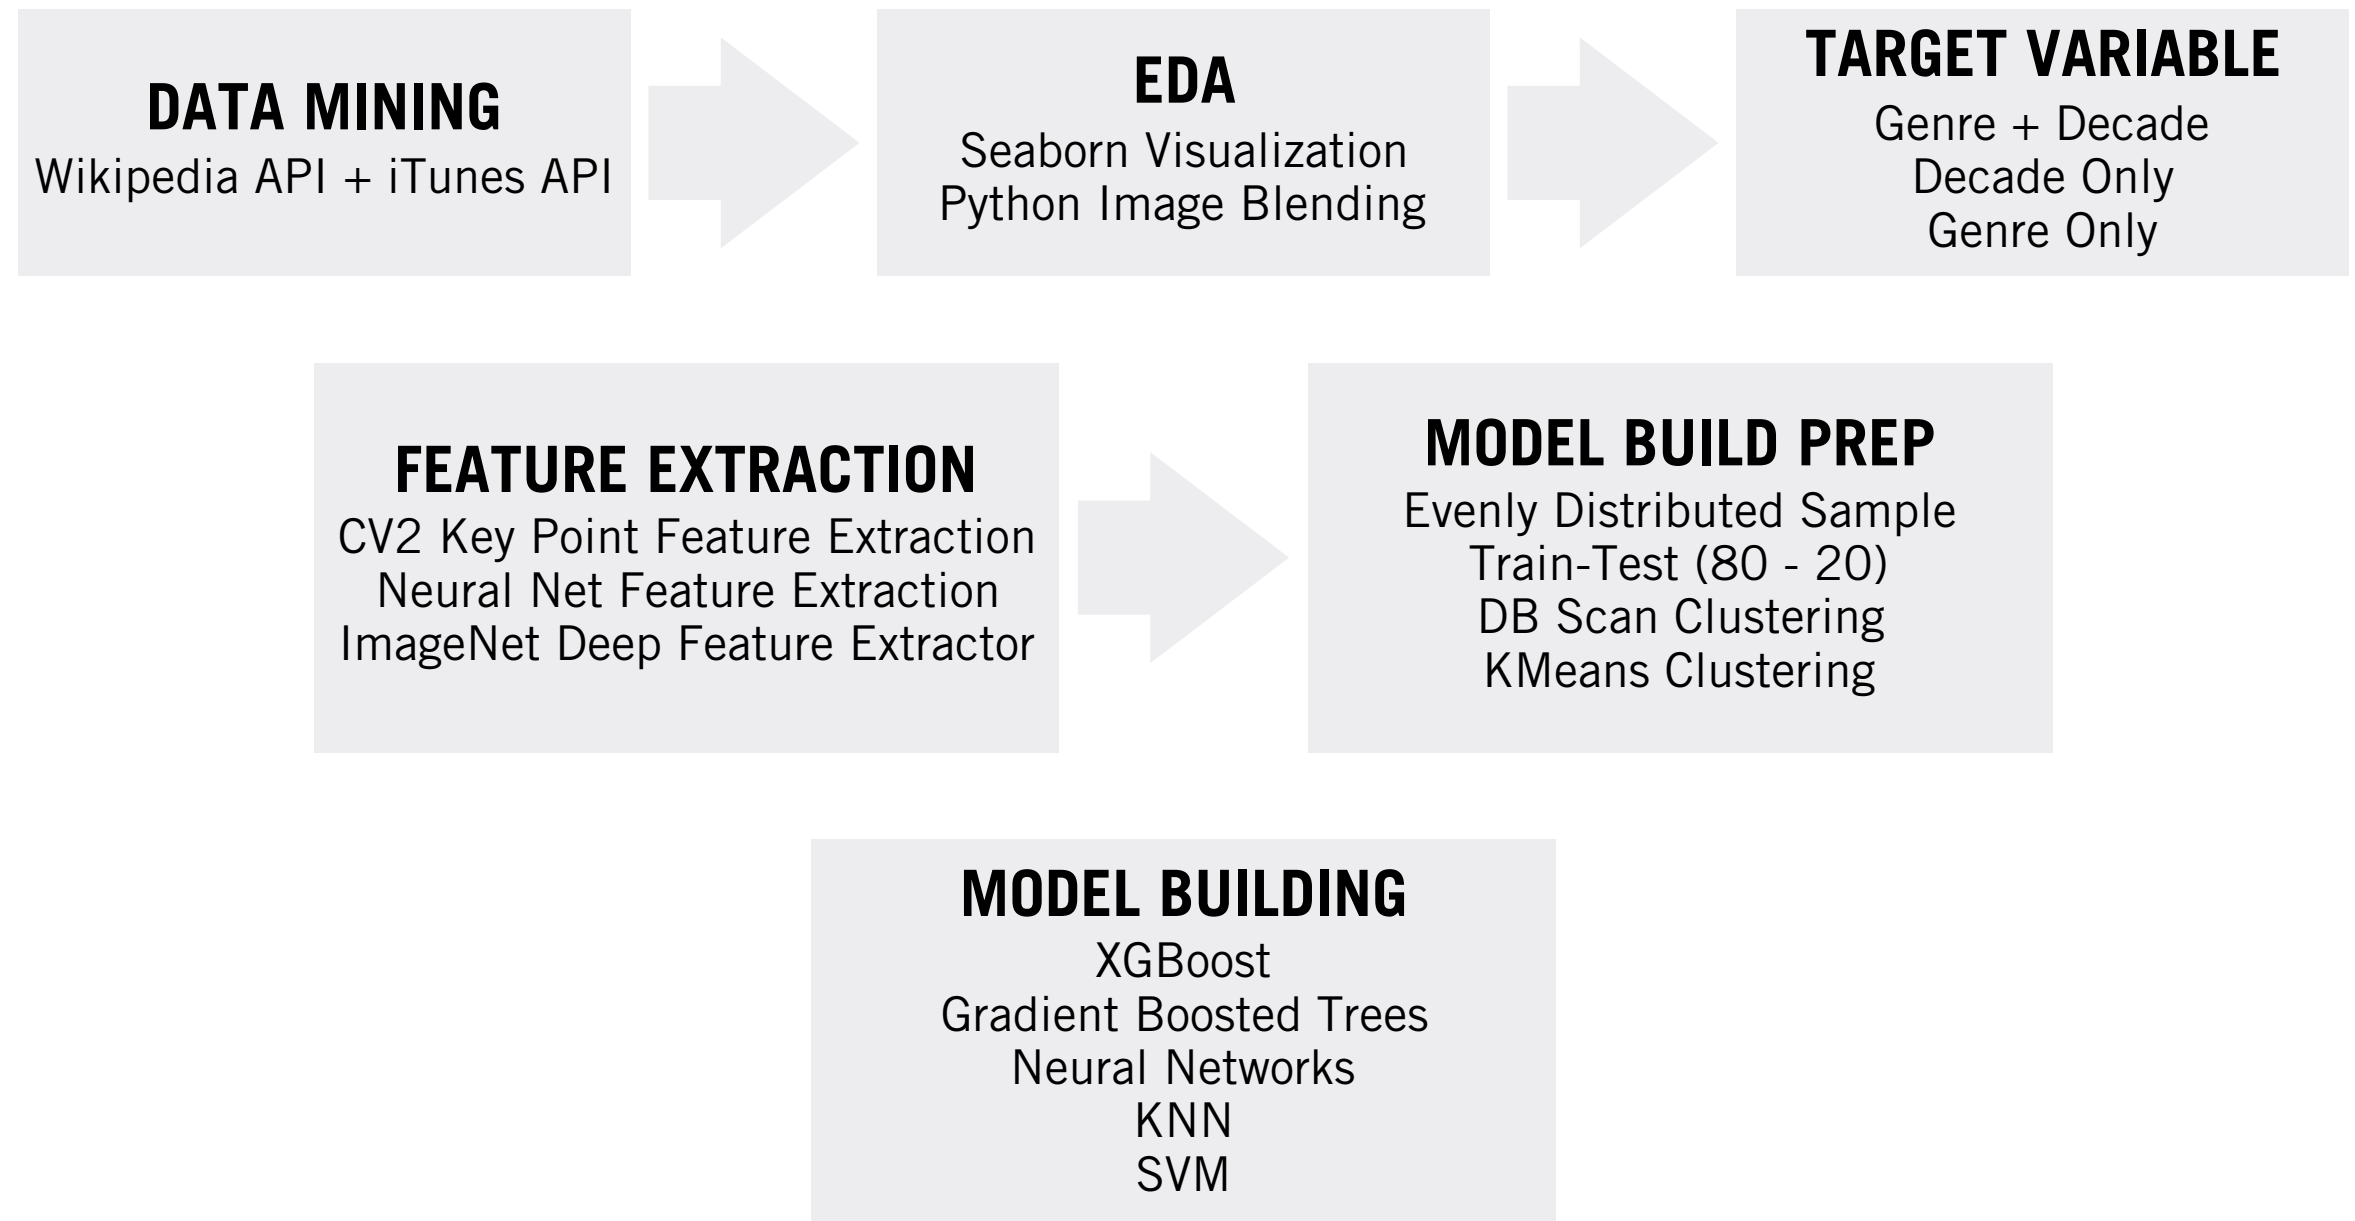 DATA MINING
Wikipedia API + iTunes API
EDA
Seaborn Visualization
Python Image Blending
TARGET VARIABLE
Genre + Decade
Decade Only
Genre Only
FEATURE EXTRACTION
CV2 Key Point Feature Extraction
Neural Net Feature Extraction
ImageNet Deep Feature Extractor
MODEL BUILD PREP
Evenly Distributed Sample
Train-Test (80 - 20)
DB Scan Clustering
KMeans Clustering
MODEL BUILDING
XGBoost
Gradient Boosted Trees
Neural Networks
KNN
SVM